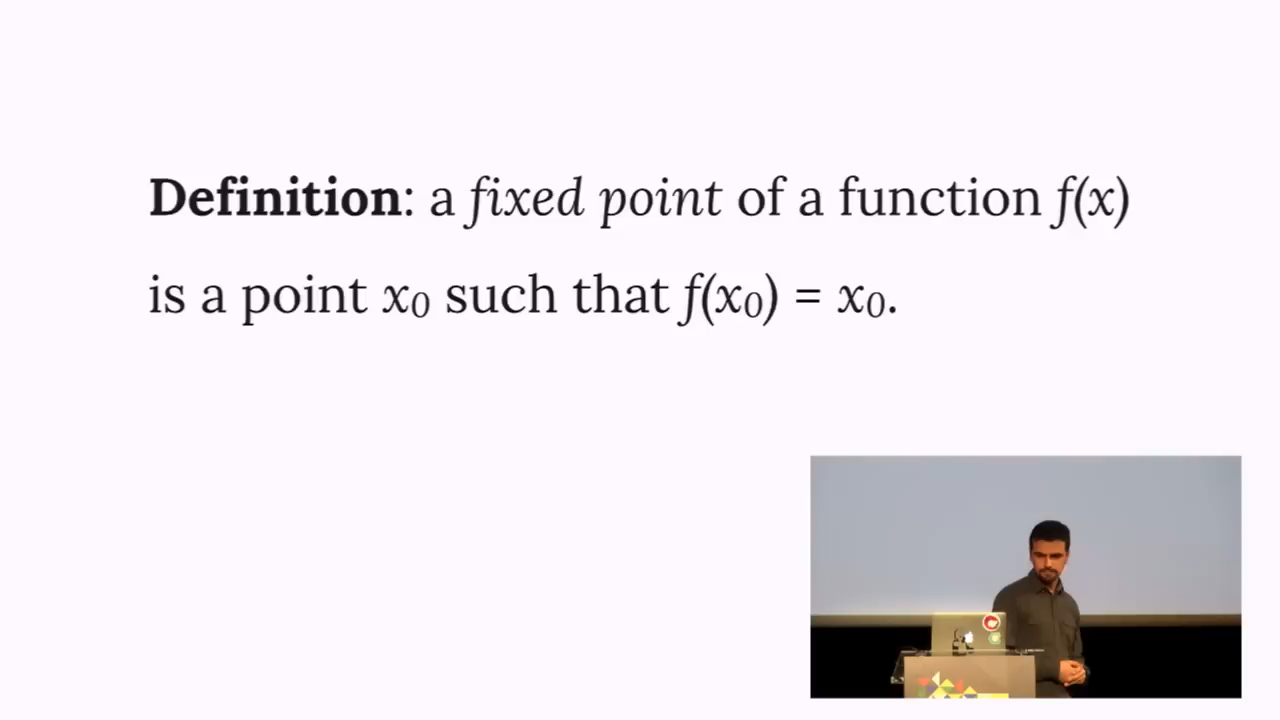 Definition: a fixed point of a function f(x)
is a point x₀ such that f(x₀) = x₀.